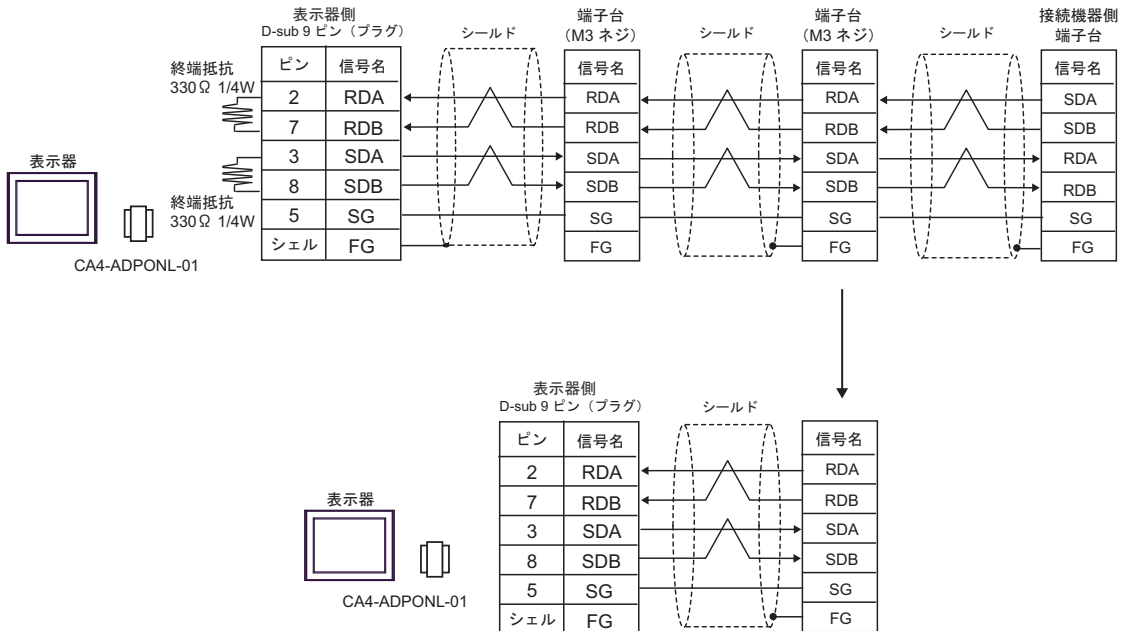 表示器側
D-sub 9 ピン（プラグ）
シールド
端子台
（M3 ネジ）
シールド
端子台
（M3 ネジ）
シールド
接続機器側
端子台
終端抵抗
330Ω 1/4W
ピン 信号名
2 RDA
7 RDB
3 SDA
8 SDB
5 SG
シェル FG
終端抵抗
330Ω 1/4W
表示器
CA4-ADPONL-01
信号名
RDA
RDB
SDA
SDB
SG
FG
信号名
RDA
RDB
SDA
SDB
SG
FG
信号名
SDA
SDB
RDA
RDB
SG
FG
表示器側
D-sub 9 ピン（プラグ）
シールド
ピン 信号名
2 RDA
7 RDB
3 SDA
8 SDB
5 SG
シェル FG
表示器
CA4-ADPONL-01
信号名
RDA
RDB
SDA
SDB
SG
FG